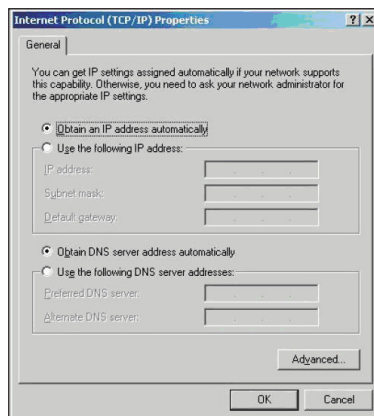 Internet Protocol (TCP/IP) Properties
General
You can get IP settings assigned automatically if your network supports
this capability. Otherwise, you need to ask your network administrator for
the appropriate IP settings.
Obtain an IP address automatically
Use the following IP address:
IP address:
Subnet mask:
Default gateway:
Obtain DNS server address automatically
Use the following DNS server addresses:
Preferred DNS server:
Alternate DNS server:
Advanced...
OK
Cancel